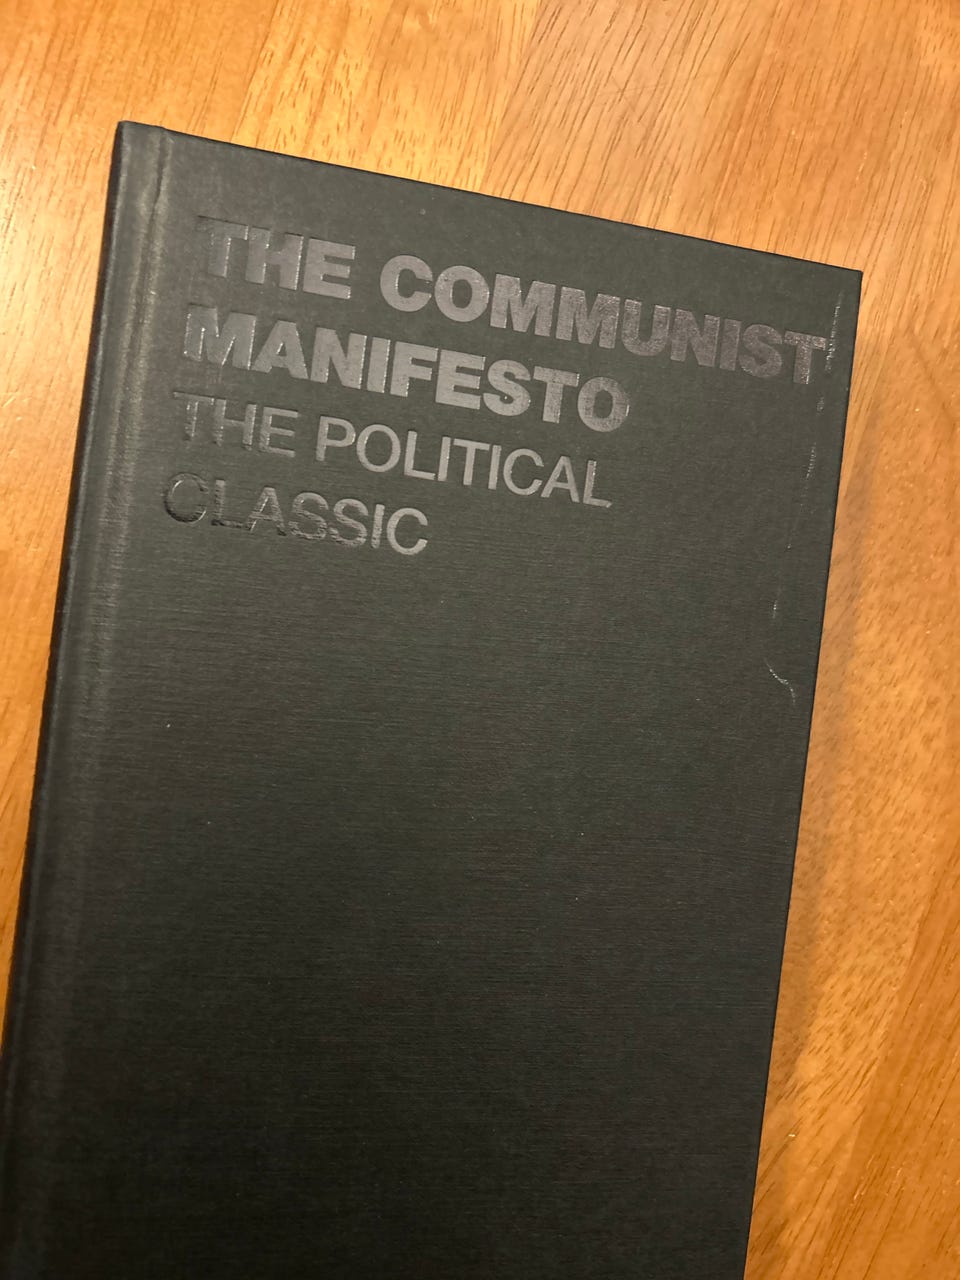 THE COMMUNIST
MANIFESTO
THE POLITICAL
CLASSIC